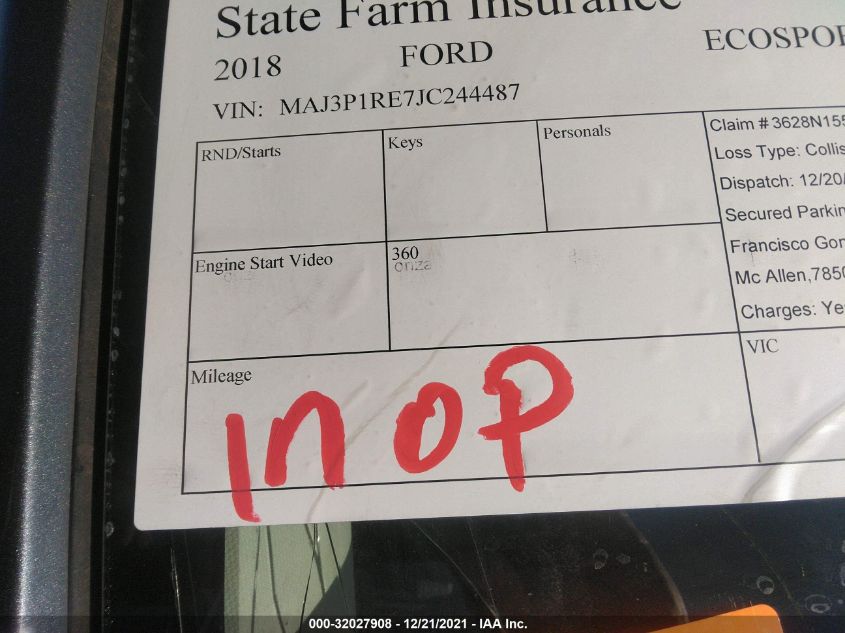 State Farm Insurance
2018 FORD ECOSPOR
VIN: MAJ3P1RE7JC244487
RND/Starts
Keys
Personals
Claim # 3628N155
Loss Type: Collis
Dispatch: 12/20/
Secured Parkin
Francisco Gon
Mc Allen,7850
Charges: Ye
Engine Start Video
360
onza
Mileage
INOP
VIC
000-32027908 - 12/21/2021 - IAA Inc.